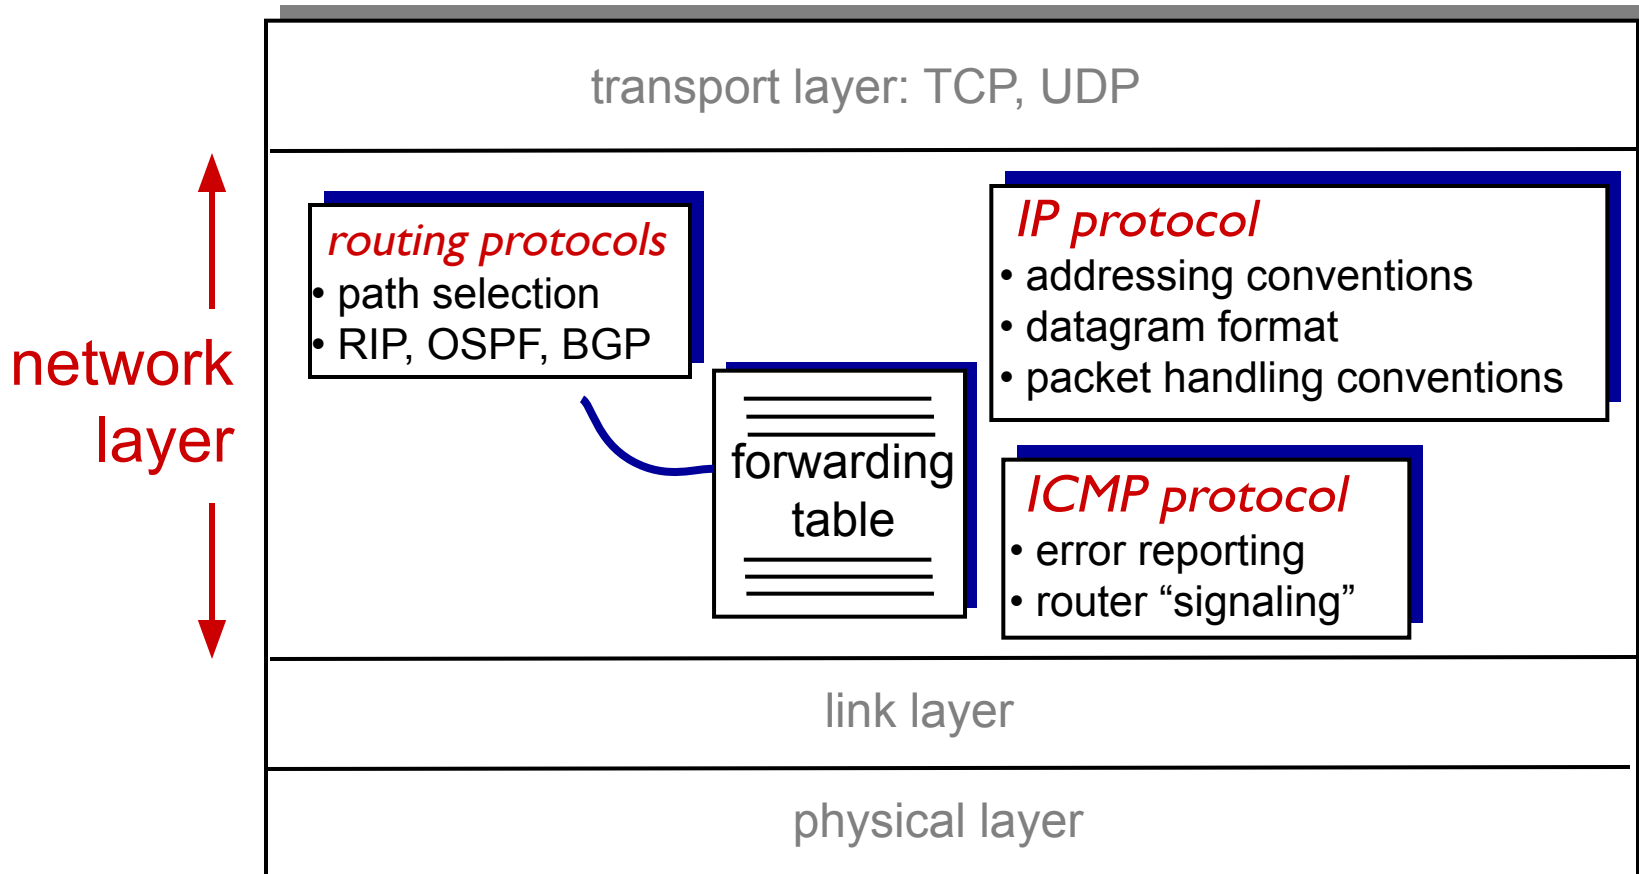 transport layer: TCP, UDP
network
layer
routing protocols
• path selection
• RIP, OSPF, BGP
forwarding
table
IP protocol
• addressing conventions
• datagram format
• packet handling conventions
ICMP protocol
• error reporting
• router “signaling”
link layer
physical layer